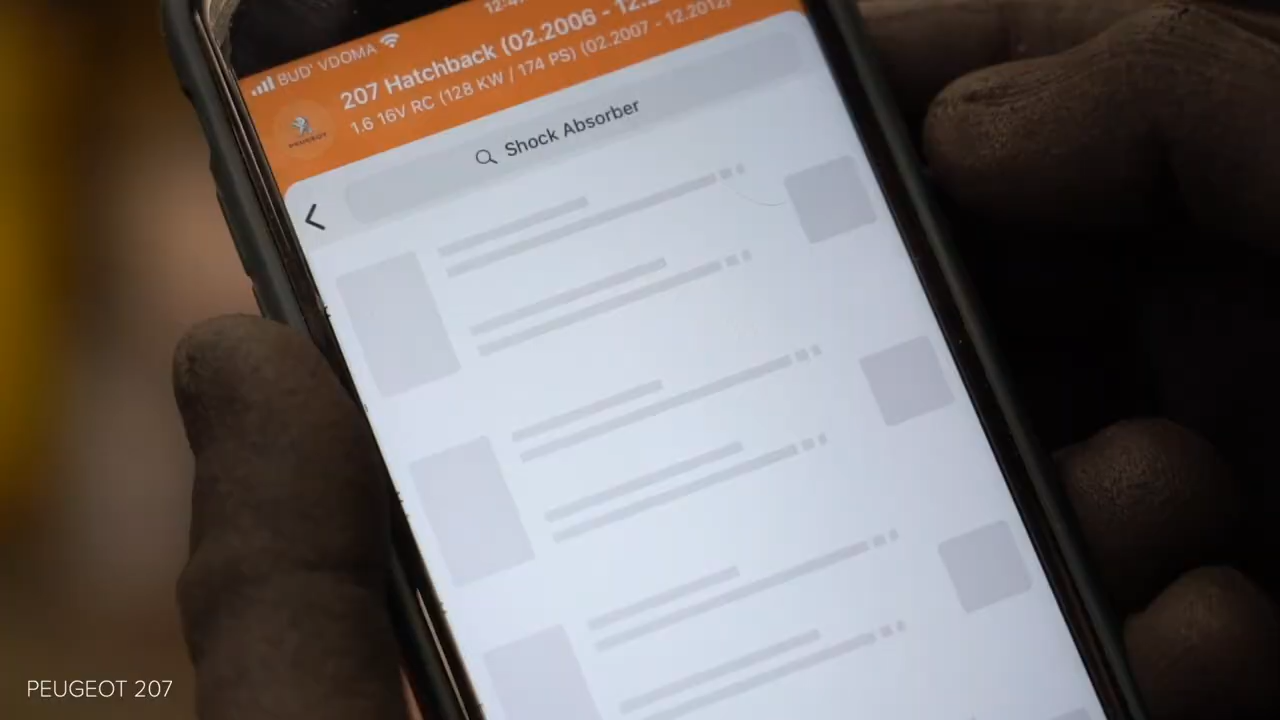 BUD' VDOMA
207 Hatchback (02.2006 - 12.2
1.6 16V RC (128 KW / 174 PS) (02.2007 - 12.2012)
PEUGEOT
Shock Absorber
PEUGEOT 207